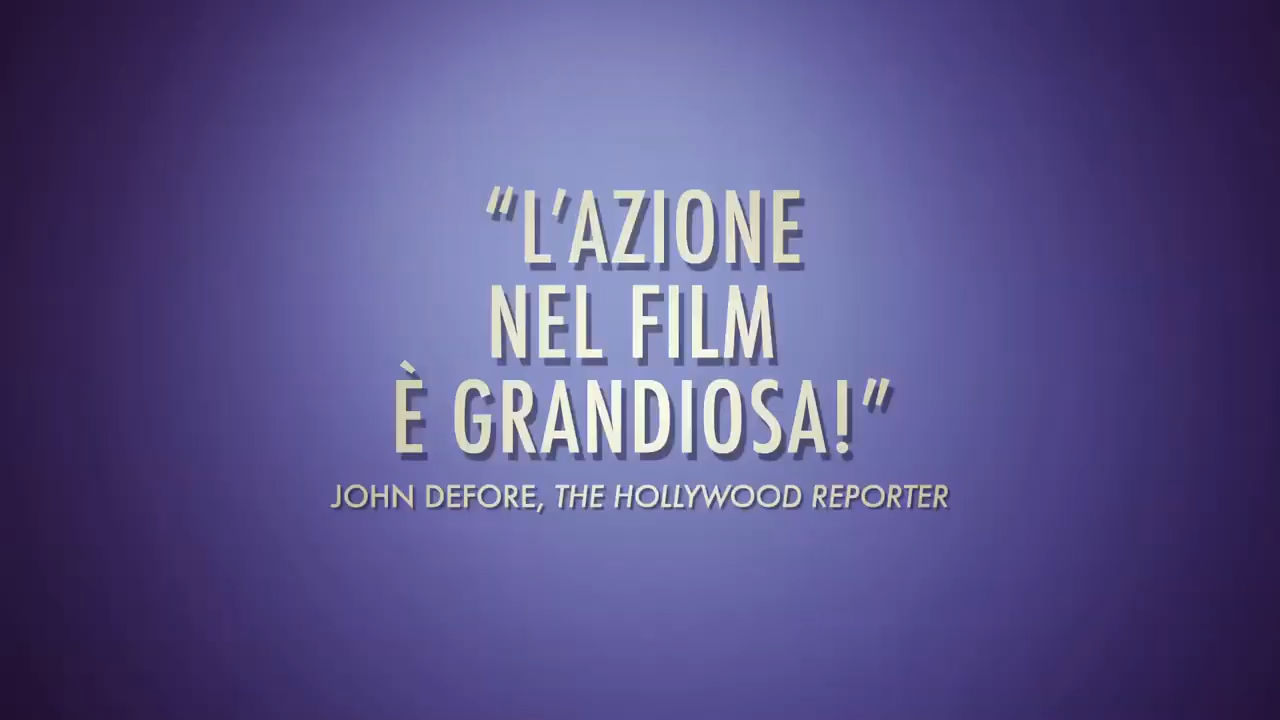 “L’AZIONE
NEL FILM
È GRANDIOSA!”
JOHN DEFORE, THE HOLLYWOOD REPORTER